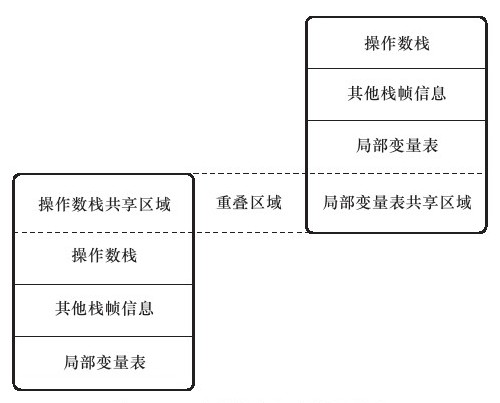 操作数栈
其他栈帧信息
局部变量表
操作数栈共享区域
重叠区域
局部变量表共享区域
操作数栈
其他栈帧信息
局部变量表